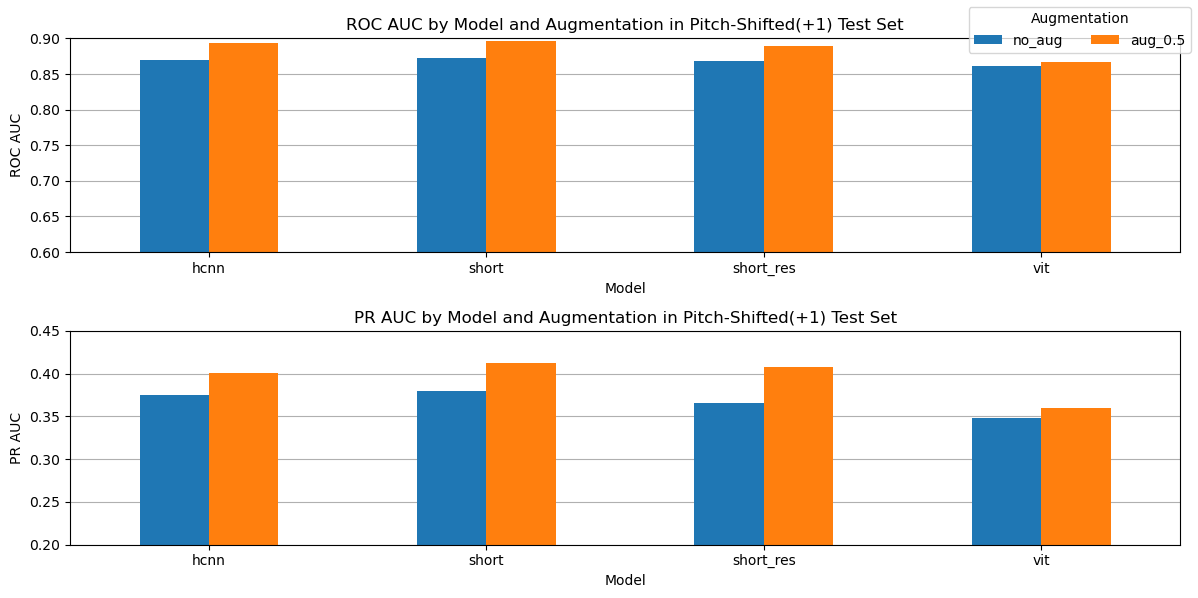 ROC AUC by Model and Augmentation in Pitch-Shifted(+1) Test Set
Augmentation
no_aug aug_0.5
0.90
0.85
0.80
0.75
0.70
0.65
0.60
ROC AUC
hcnn short short_res vit
Model
PR AUC by Model and Augmentation in Pitch-Shifted(+1) Test Set
0.45
0.40
0.35
0.30
0.25
0.20
PR AUC
hcnn short short_res vit
Model